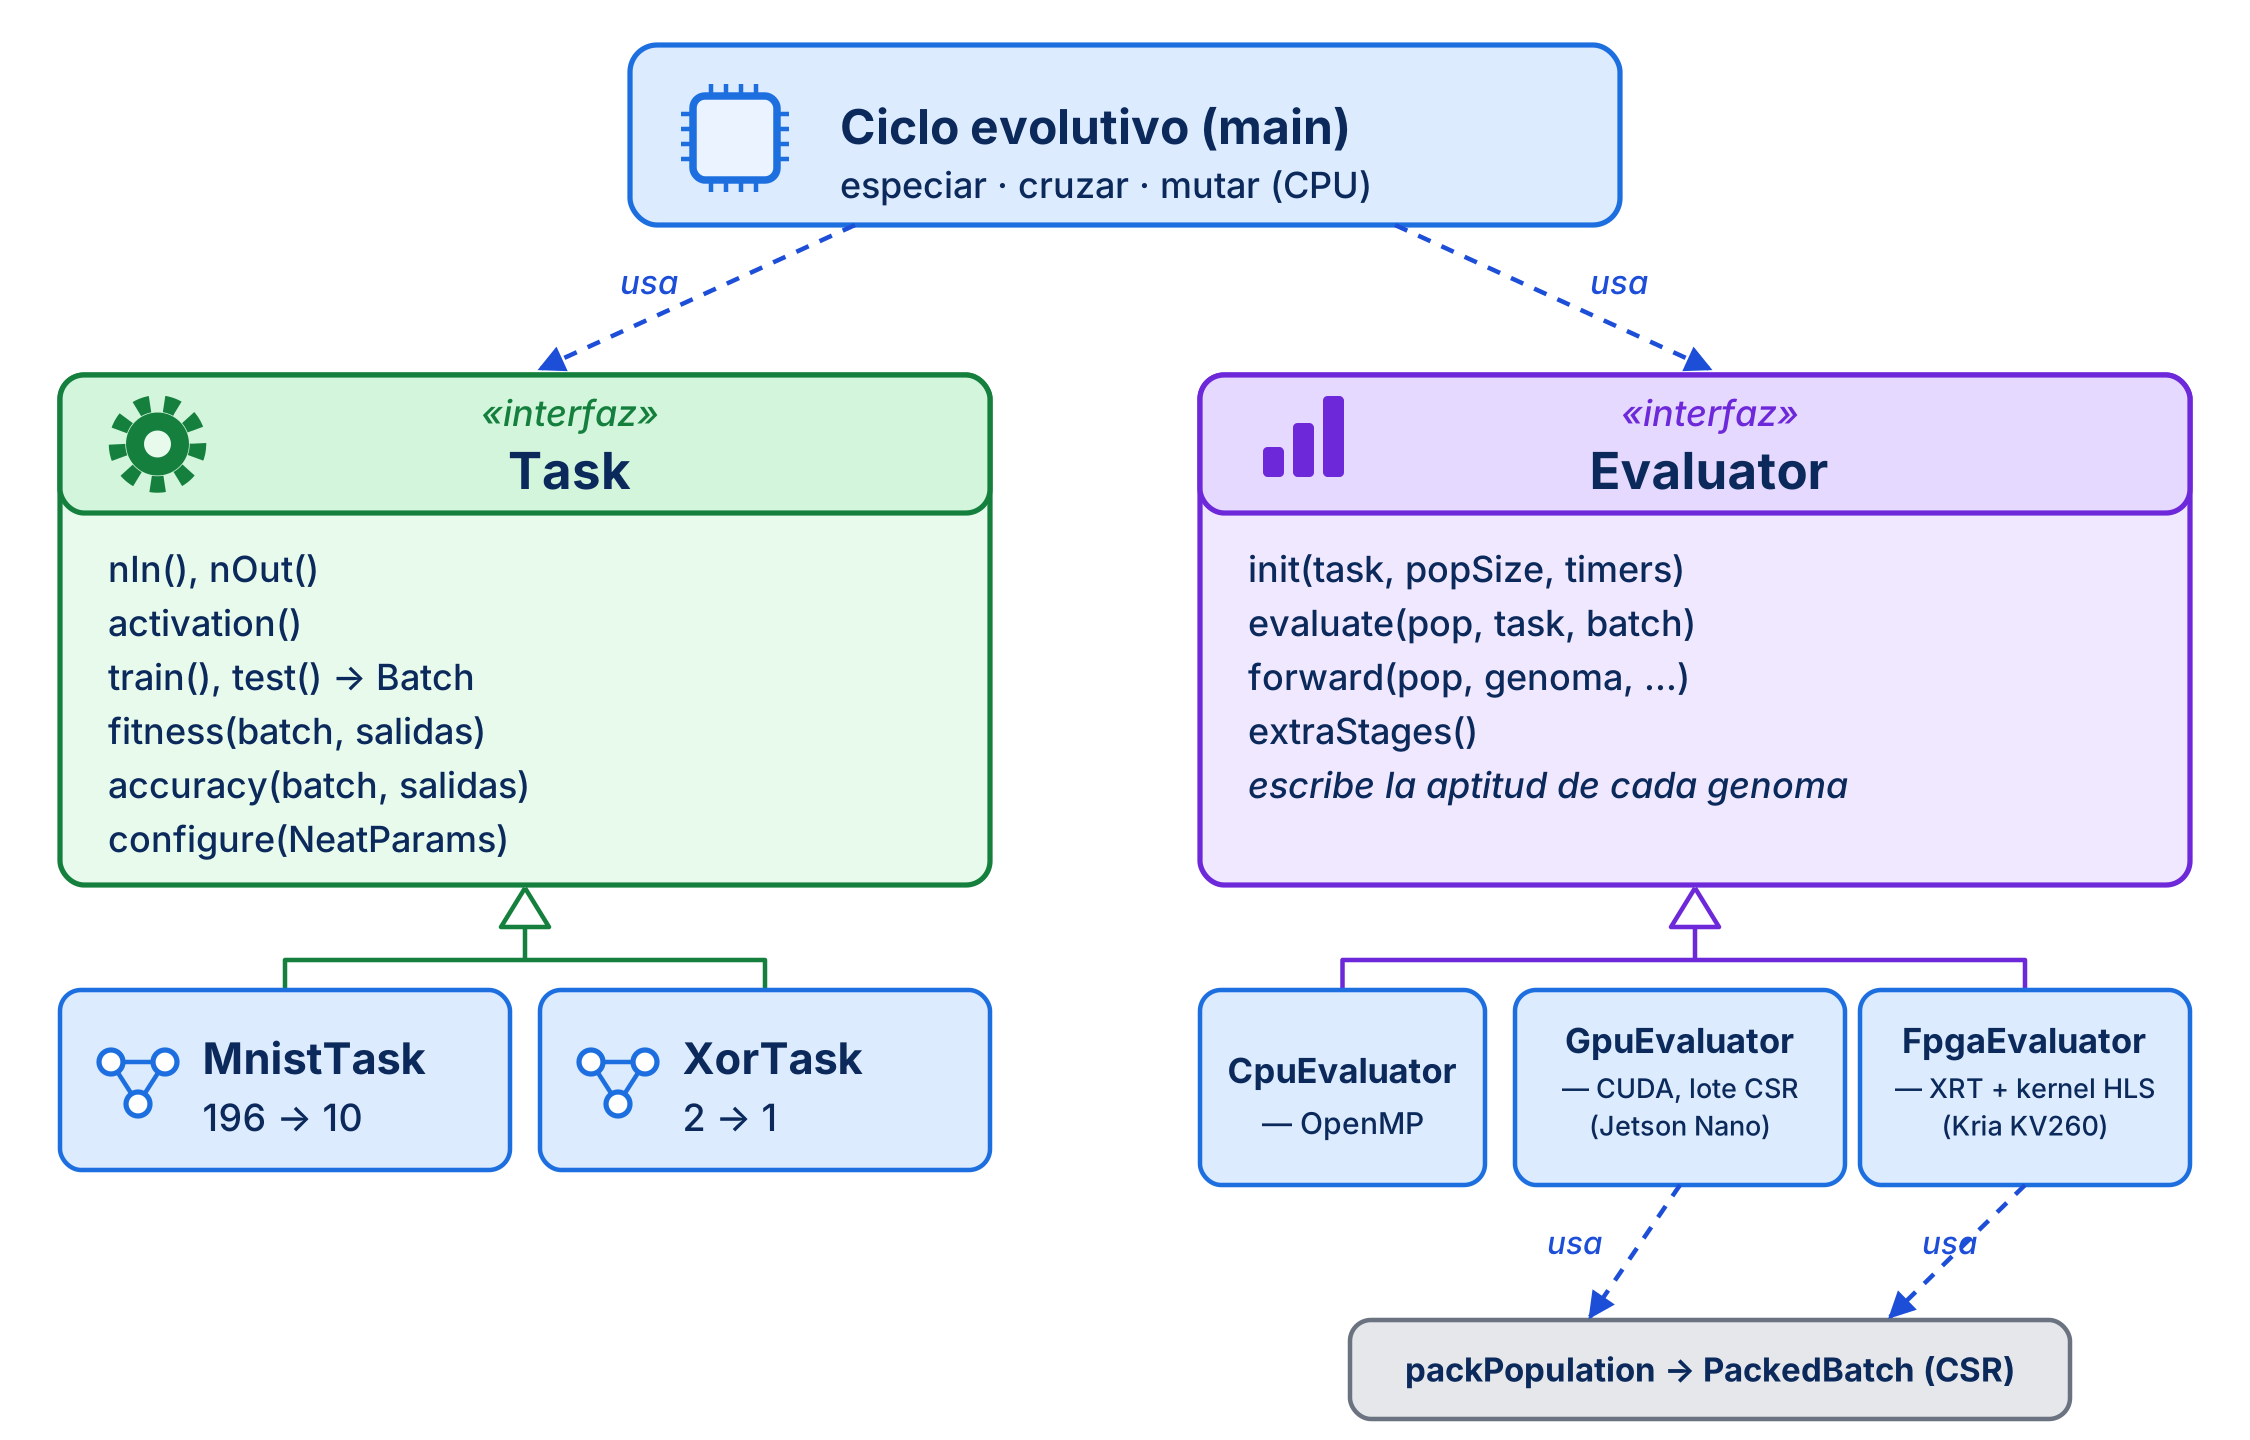 Ciclo evolutivo (main)
especiar · cruzar · mutar (CPU)
usa
usa
«interfaz»
Task
nIn(), nOut()
activation()
train(), test() → Batch
fitness(batch, salidas)
accuracy(batch, salidas)
configure(NeatParams)
«interfaz»
Evaluator
init(task, popSize, timers)
evaluate(pop, task, batch)
forward(pop, genoma, ...)
extraStages()
escribe la aptitud de cada genoma
MnistTask
196 → 10
XorTask
2 → 1
CpuEvaluator
— OpenMP
GpuEvaluator
— CUDA, lote CSR
(Jetson Nano)
FpgaEvaluator
— XRT + kernel HLS
(Kria KV260)
usa
usa
packPopulation → PackedBatch (CSR)